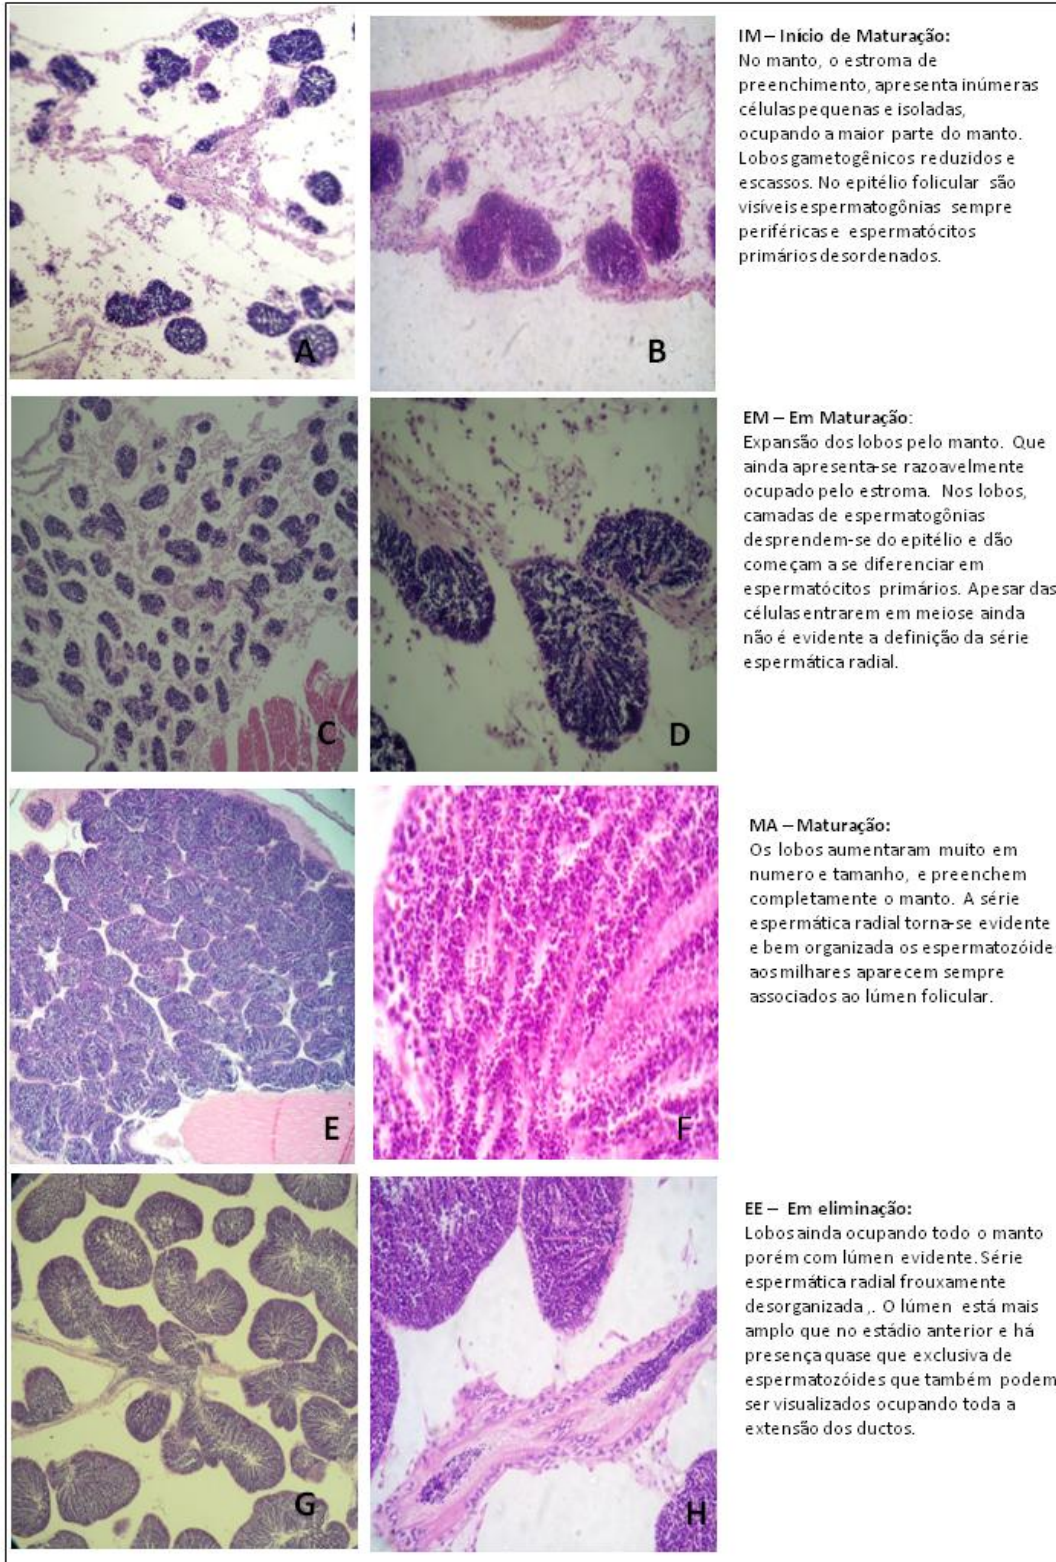 IM – Início de Maturação:
No manto, o estroma de
preenchimento, apresenta inúmeras
células pequenas e isoladas,
ocupando a maior parte do manto.
Lobos gametogênicos reduzidos e
escassos. No epitélio folicular são
visíveis espermatogônias sempre
periféricas e espermatócitos
primários desordenados.
A
B
EM – Em Maturação:
Expansão dos lobos pelo manto. Que
ainda apresenta-se razoavelmente
ocupado pelo estroma. Nos lobos,
camadas de espermatogônias
desprendem-se do epitélio e dão
começam a se diferenciar em
espermatócitos primários. Apesar das
células entrarem em meiose ainda
não é evidente a definição da série
espermática radial.
C
D
MA – Maturação:
Os lobos aumentaram muito em
numero e tamanho, e preenchem
completamente o manto. A série
espermática radial torna-se evidente
e bem organizada os espermatozóide
aos milhares aparecem sempre
associados ao lúmen folicular.
E
F
EE – Em eliminação:
Lobos ainda ocupando todo o manto
porém com lúmen evidente. Série
espermática radial frouxamente
desorganizada,. O lúmen está mais
amplo que no estádio anterior e há
presença quase que exclusiva de
espermatozóides que também podem
ser visualizados ocupando toda a
extensão dos ductos.
G
H